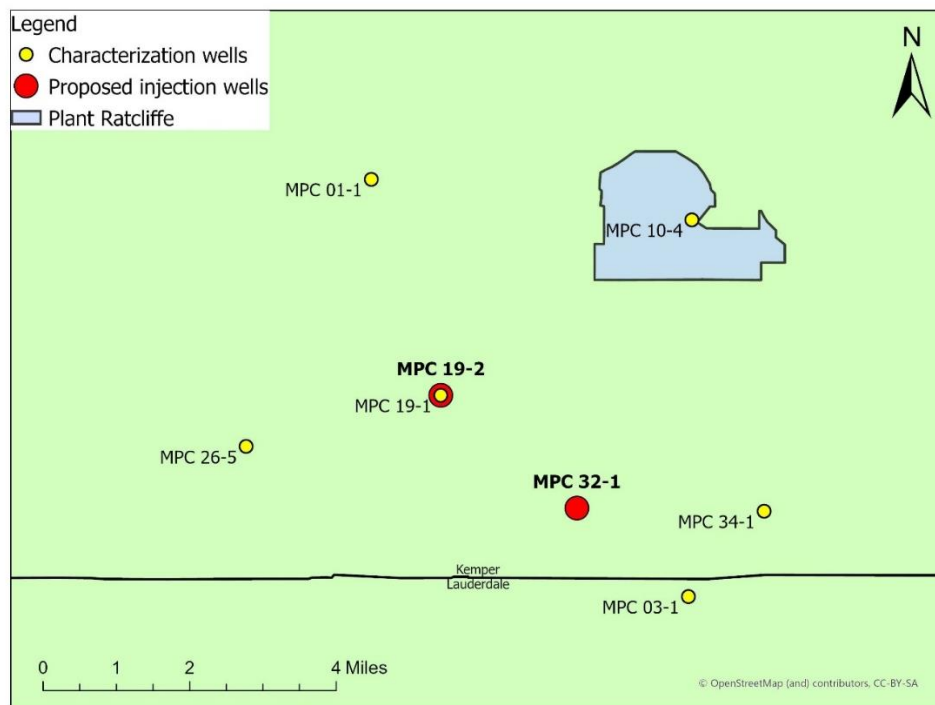 Legend
Characterization wells
Proposed injection wells
Plant Ratcliffe
N
MPC 01-1
MPC 10-4
MPC 19-2
MPC 19-1
MPC 26-5
MPC 32-1
MPC 34-1
Kemper
Lauderdale
MPC 03-1
0 1 2 4 Miles
© OpenStreetMap (and) contributors, CC-BY-SA